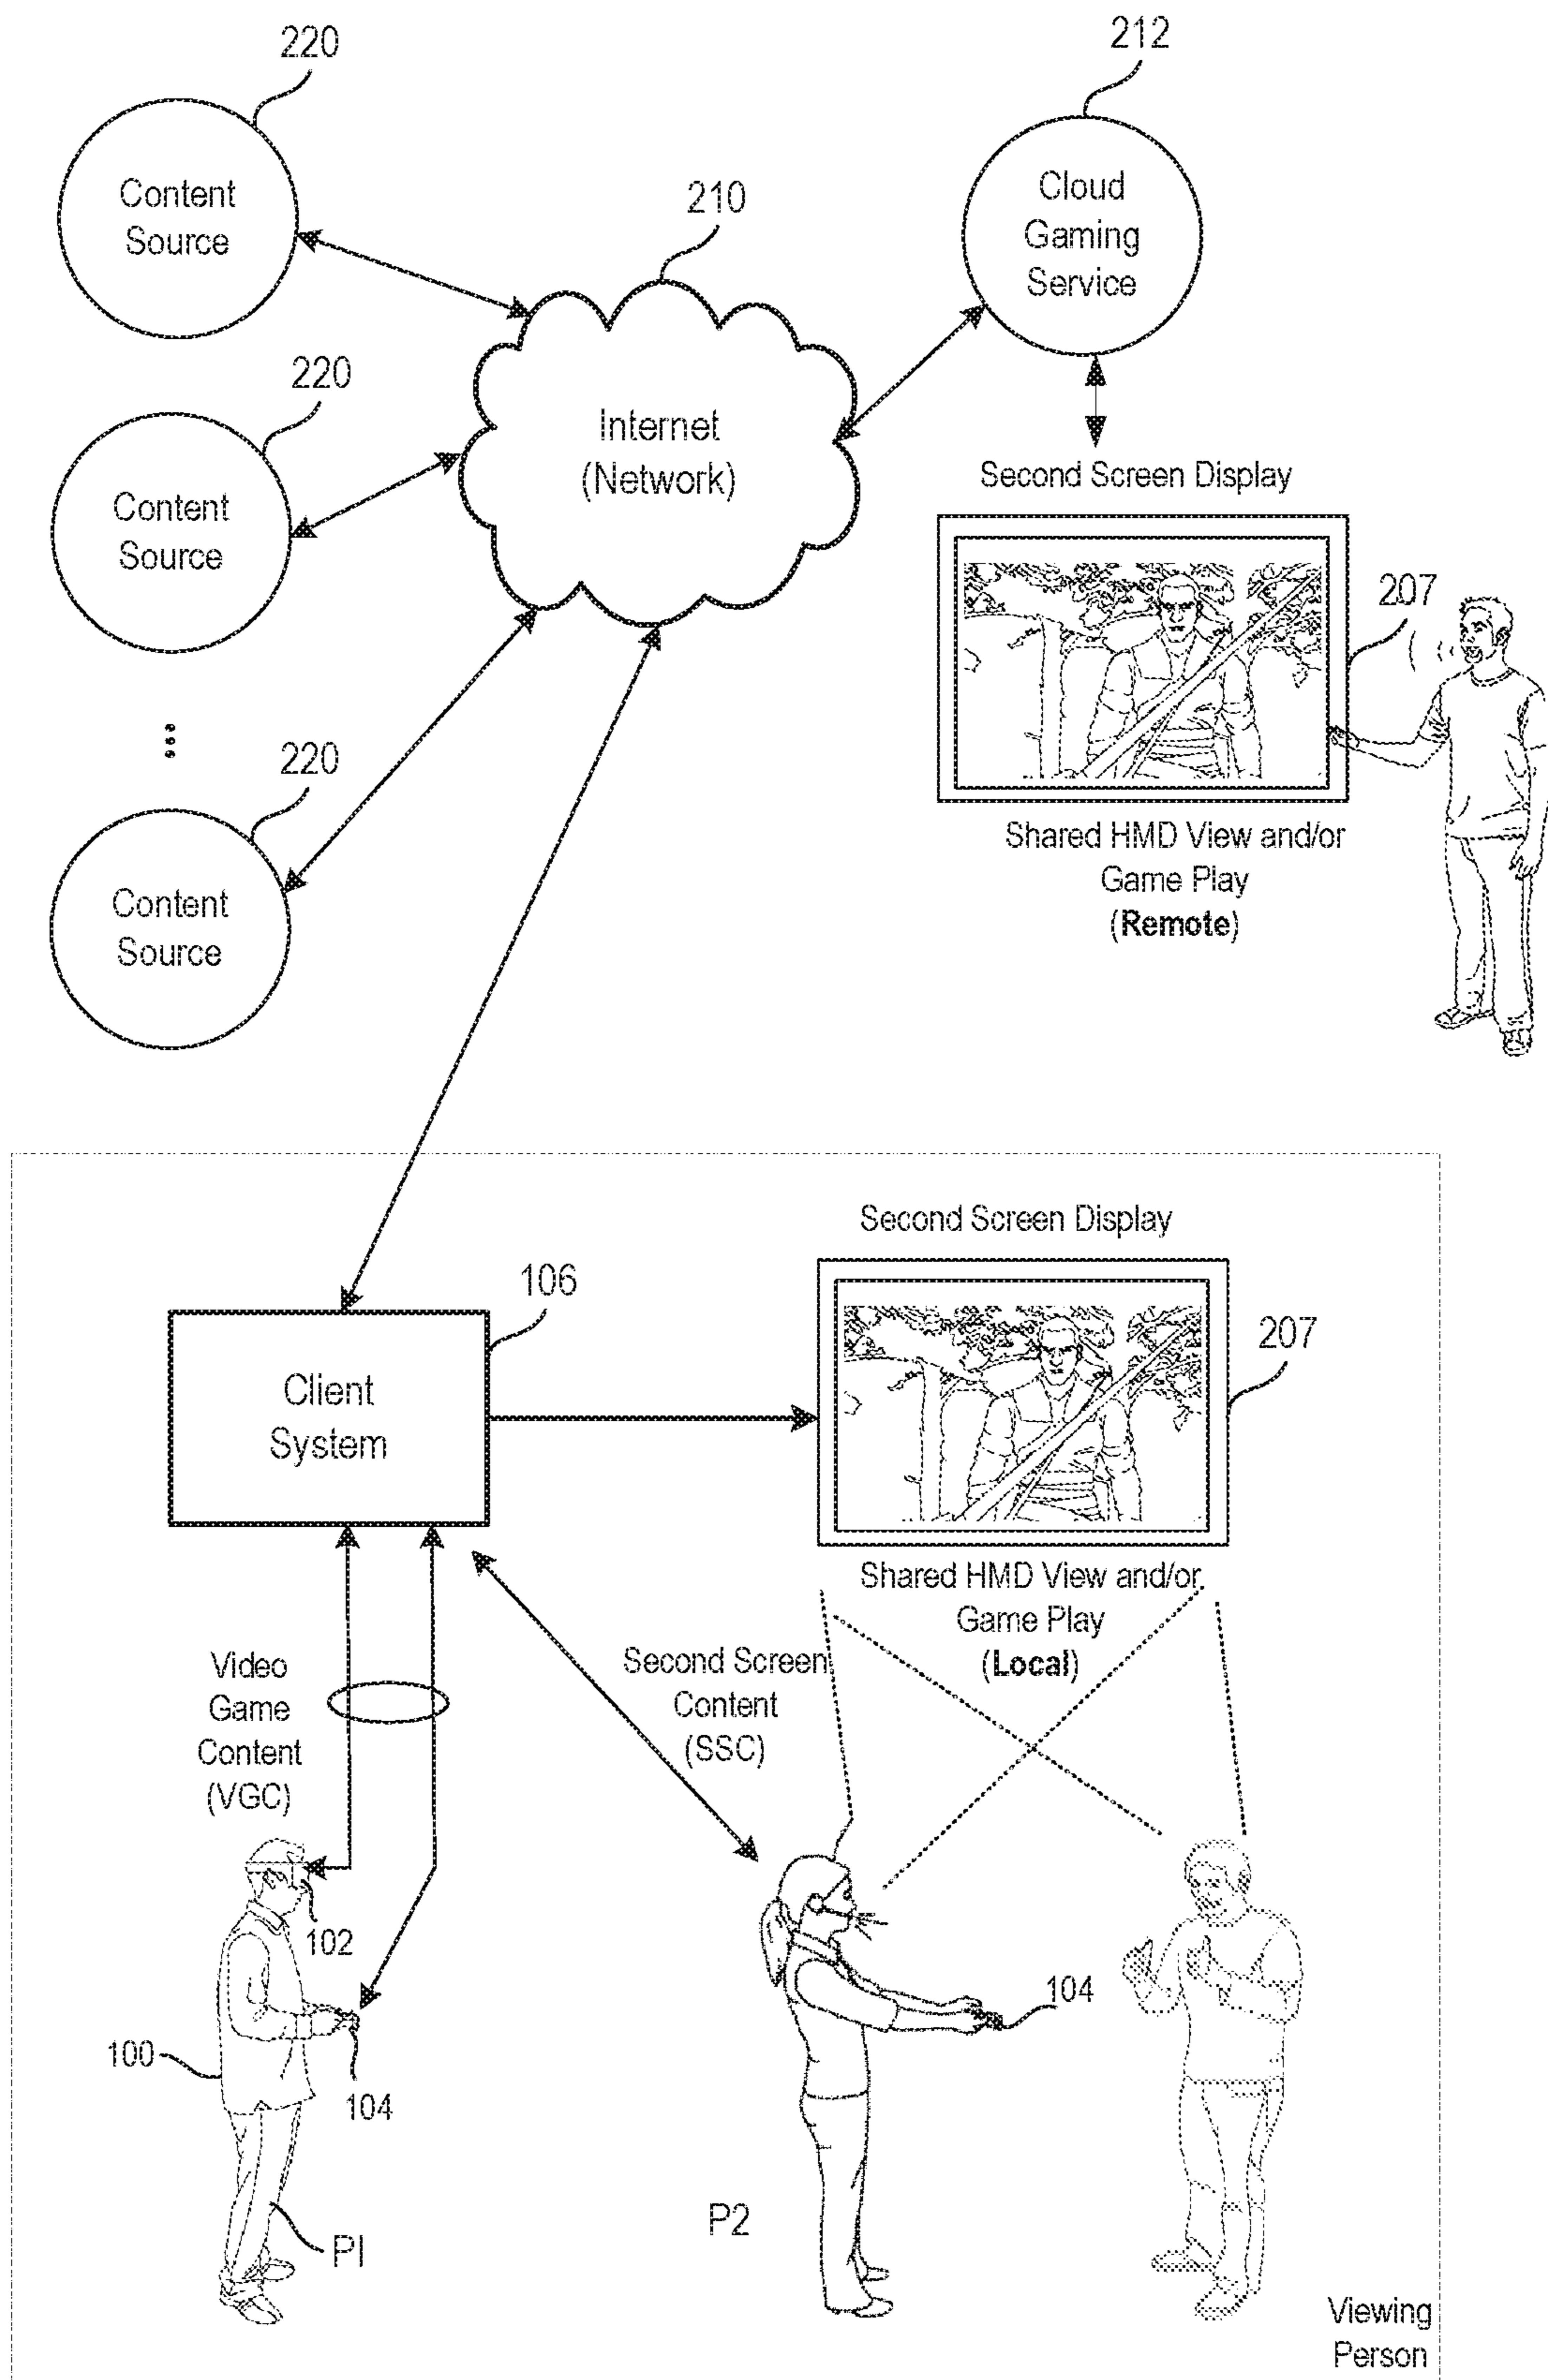 220
212
Content
Source
210
Cloud
Gaming
Service
220
Content
Source
Internet
(Network)
Second Screen Display
207
220
Content
Source
Shared HMD View and/or
Game Play
(Remote)
Second Screen Display
106
207
Client
System
Shared HMD View and/or
Game Play
(Local)
Video
Game
Content
(VGC)
Second Screen
Content
(SSC)
102
104
100
104
P1
P2
Viewing
Person